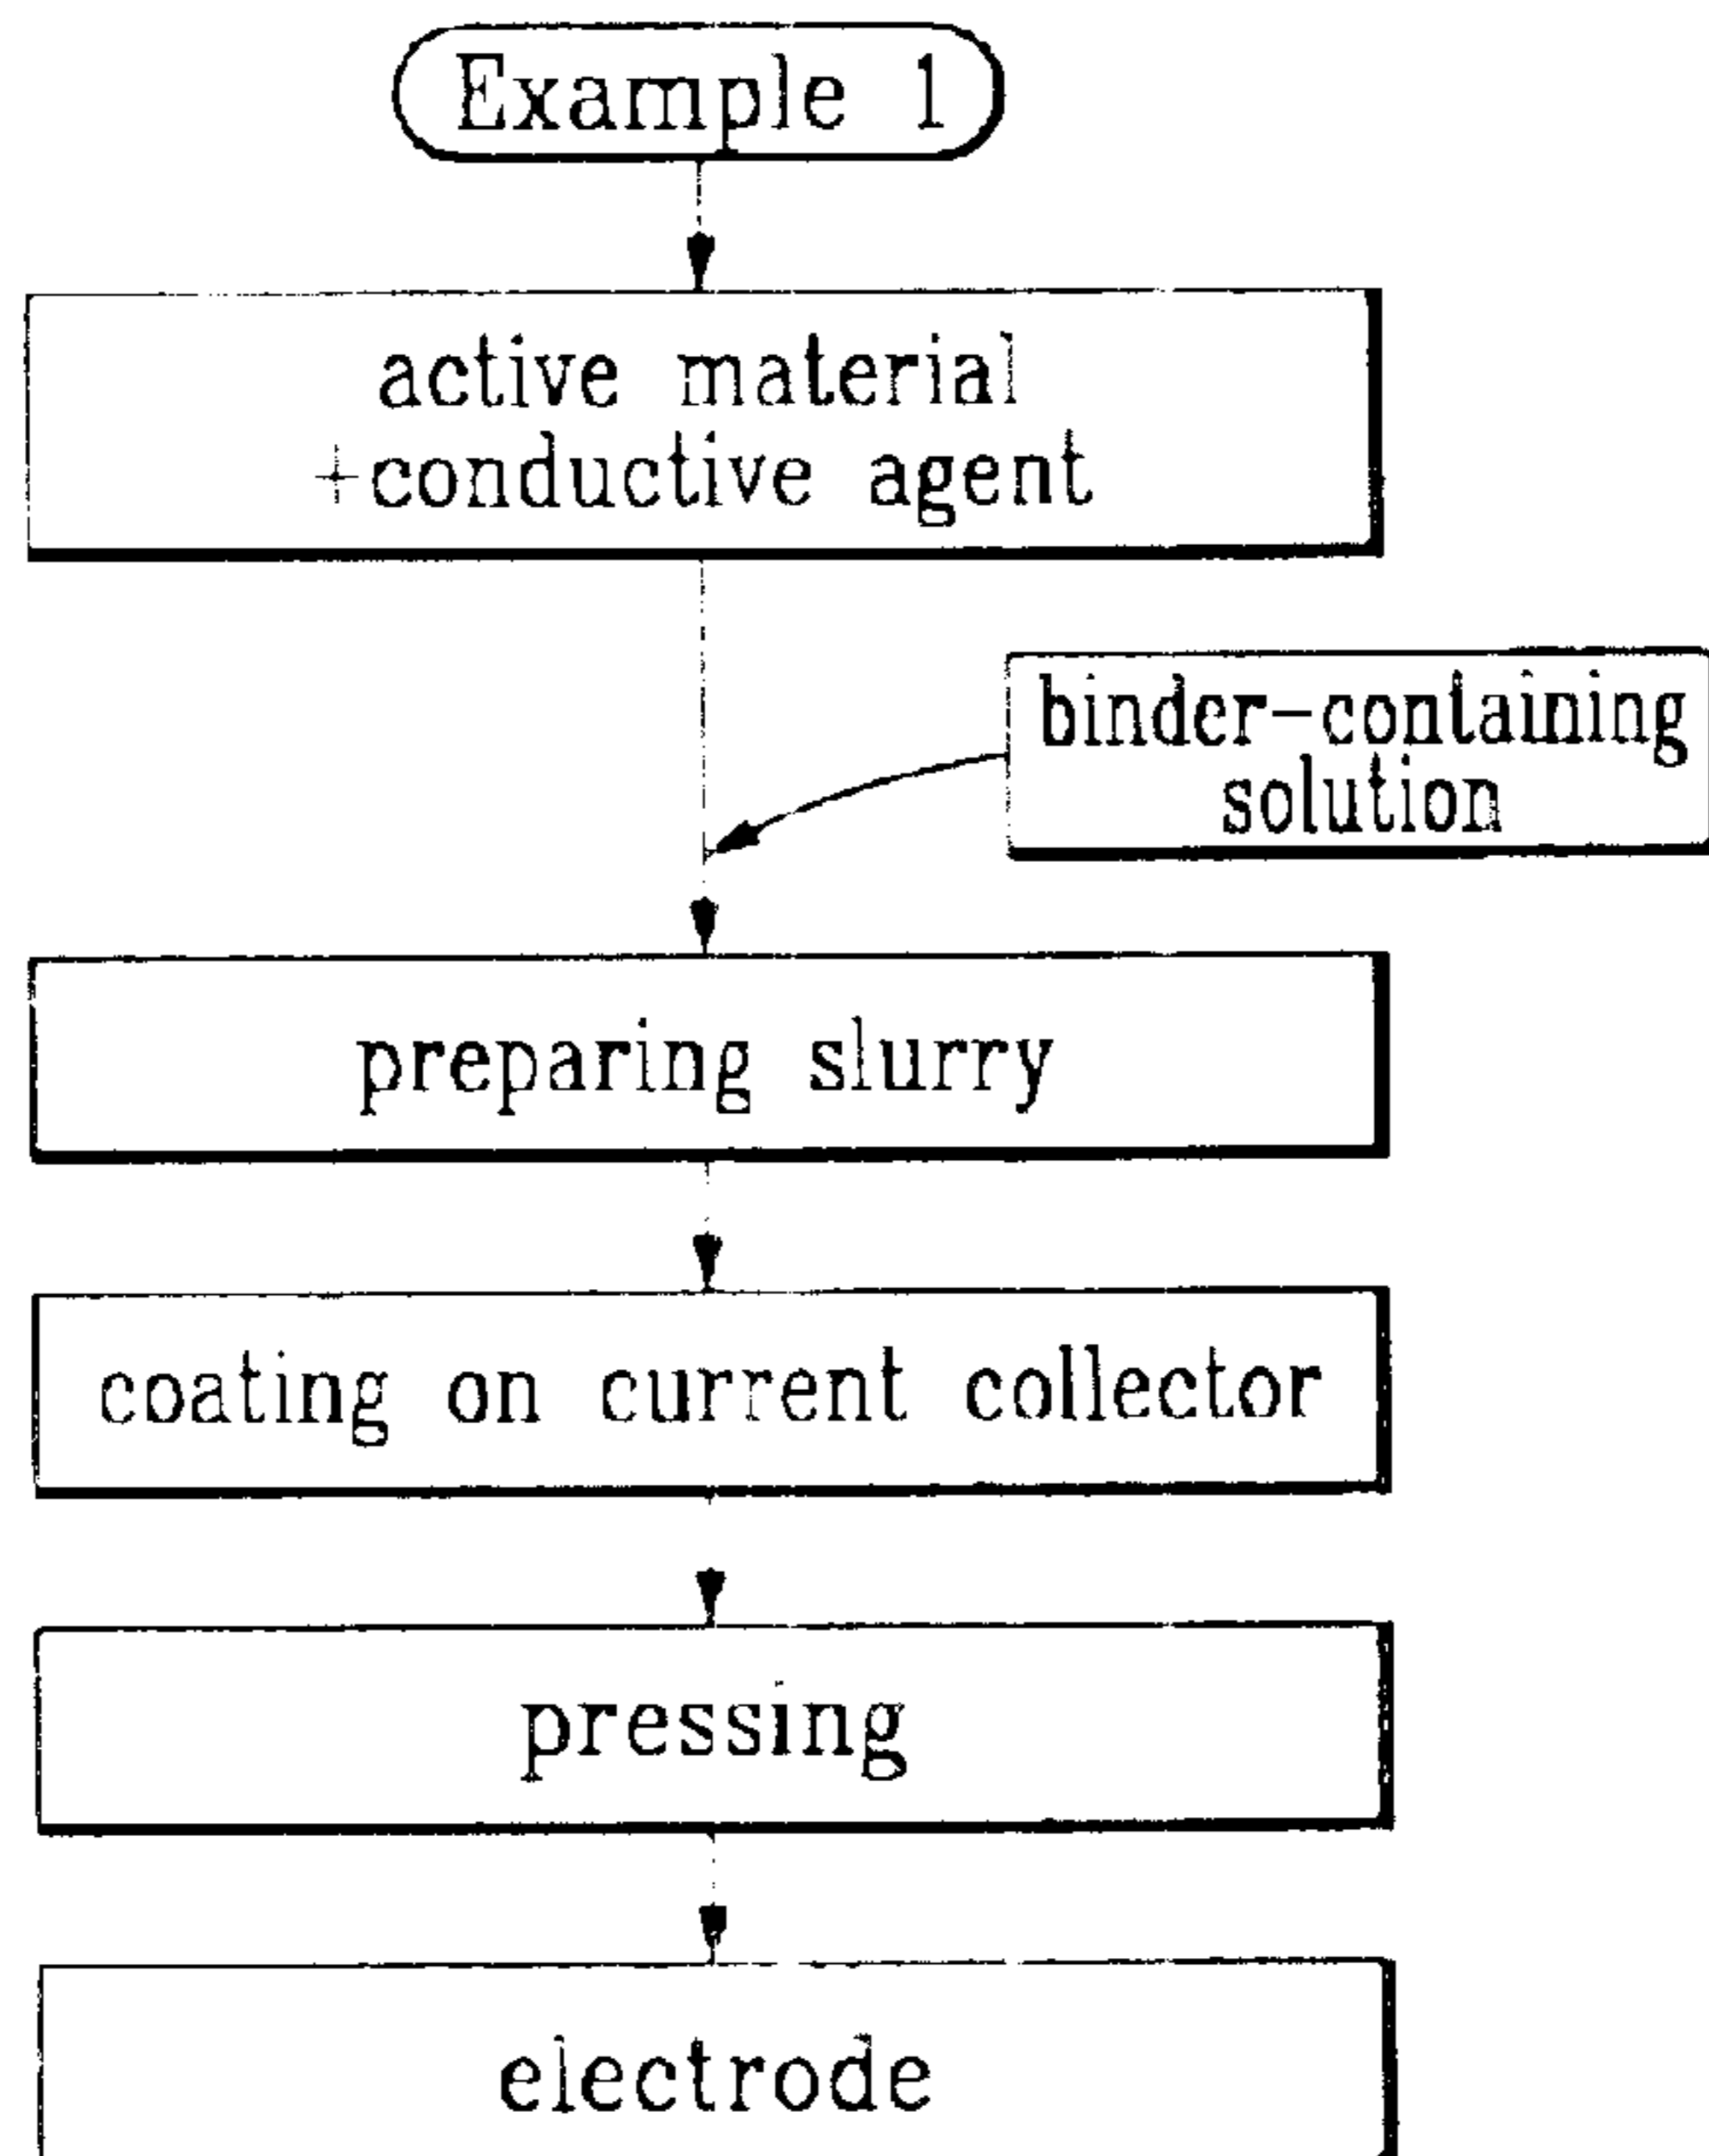 Example 1
active material
+conductive agent
binder-containing
solution
preparing slurry
coating on current collector
pressing
electrode